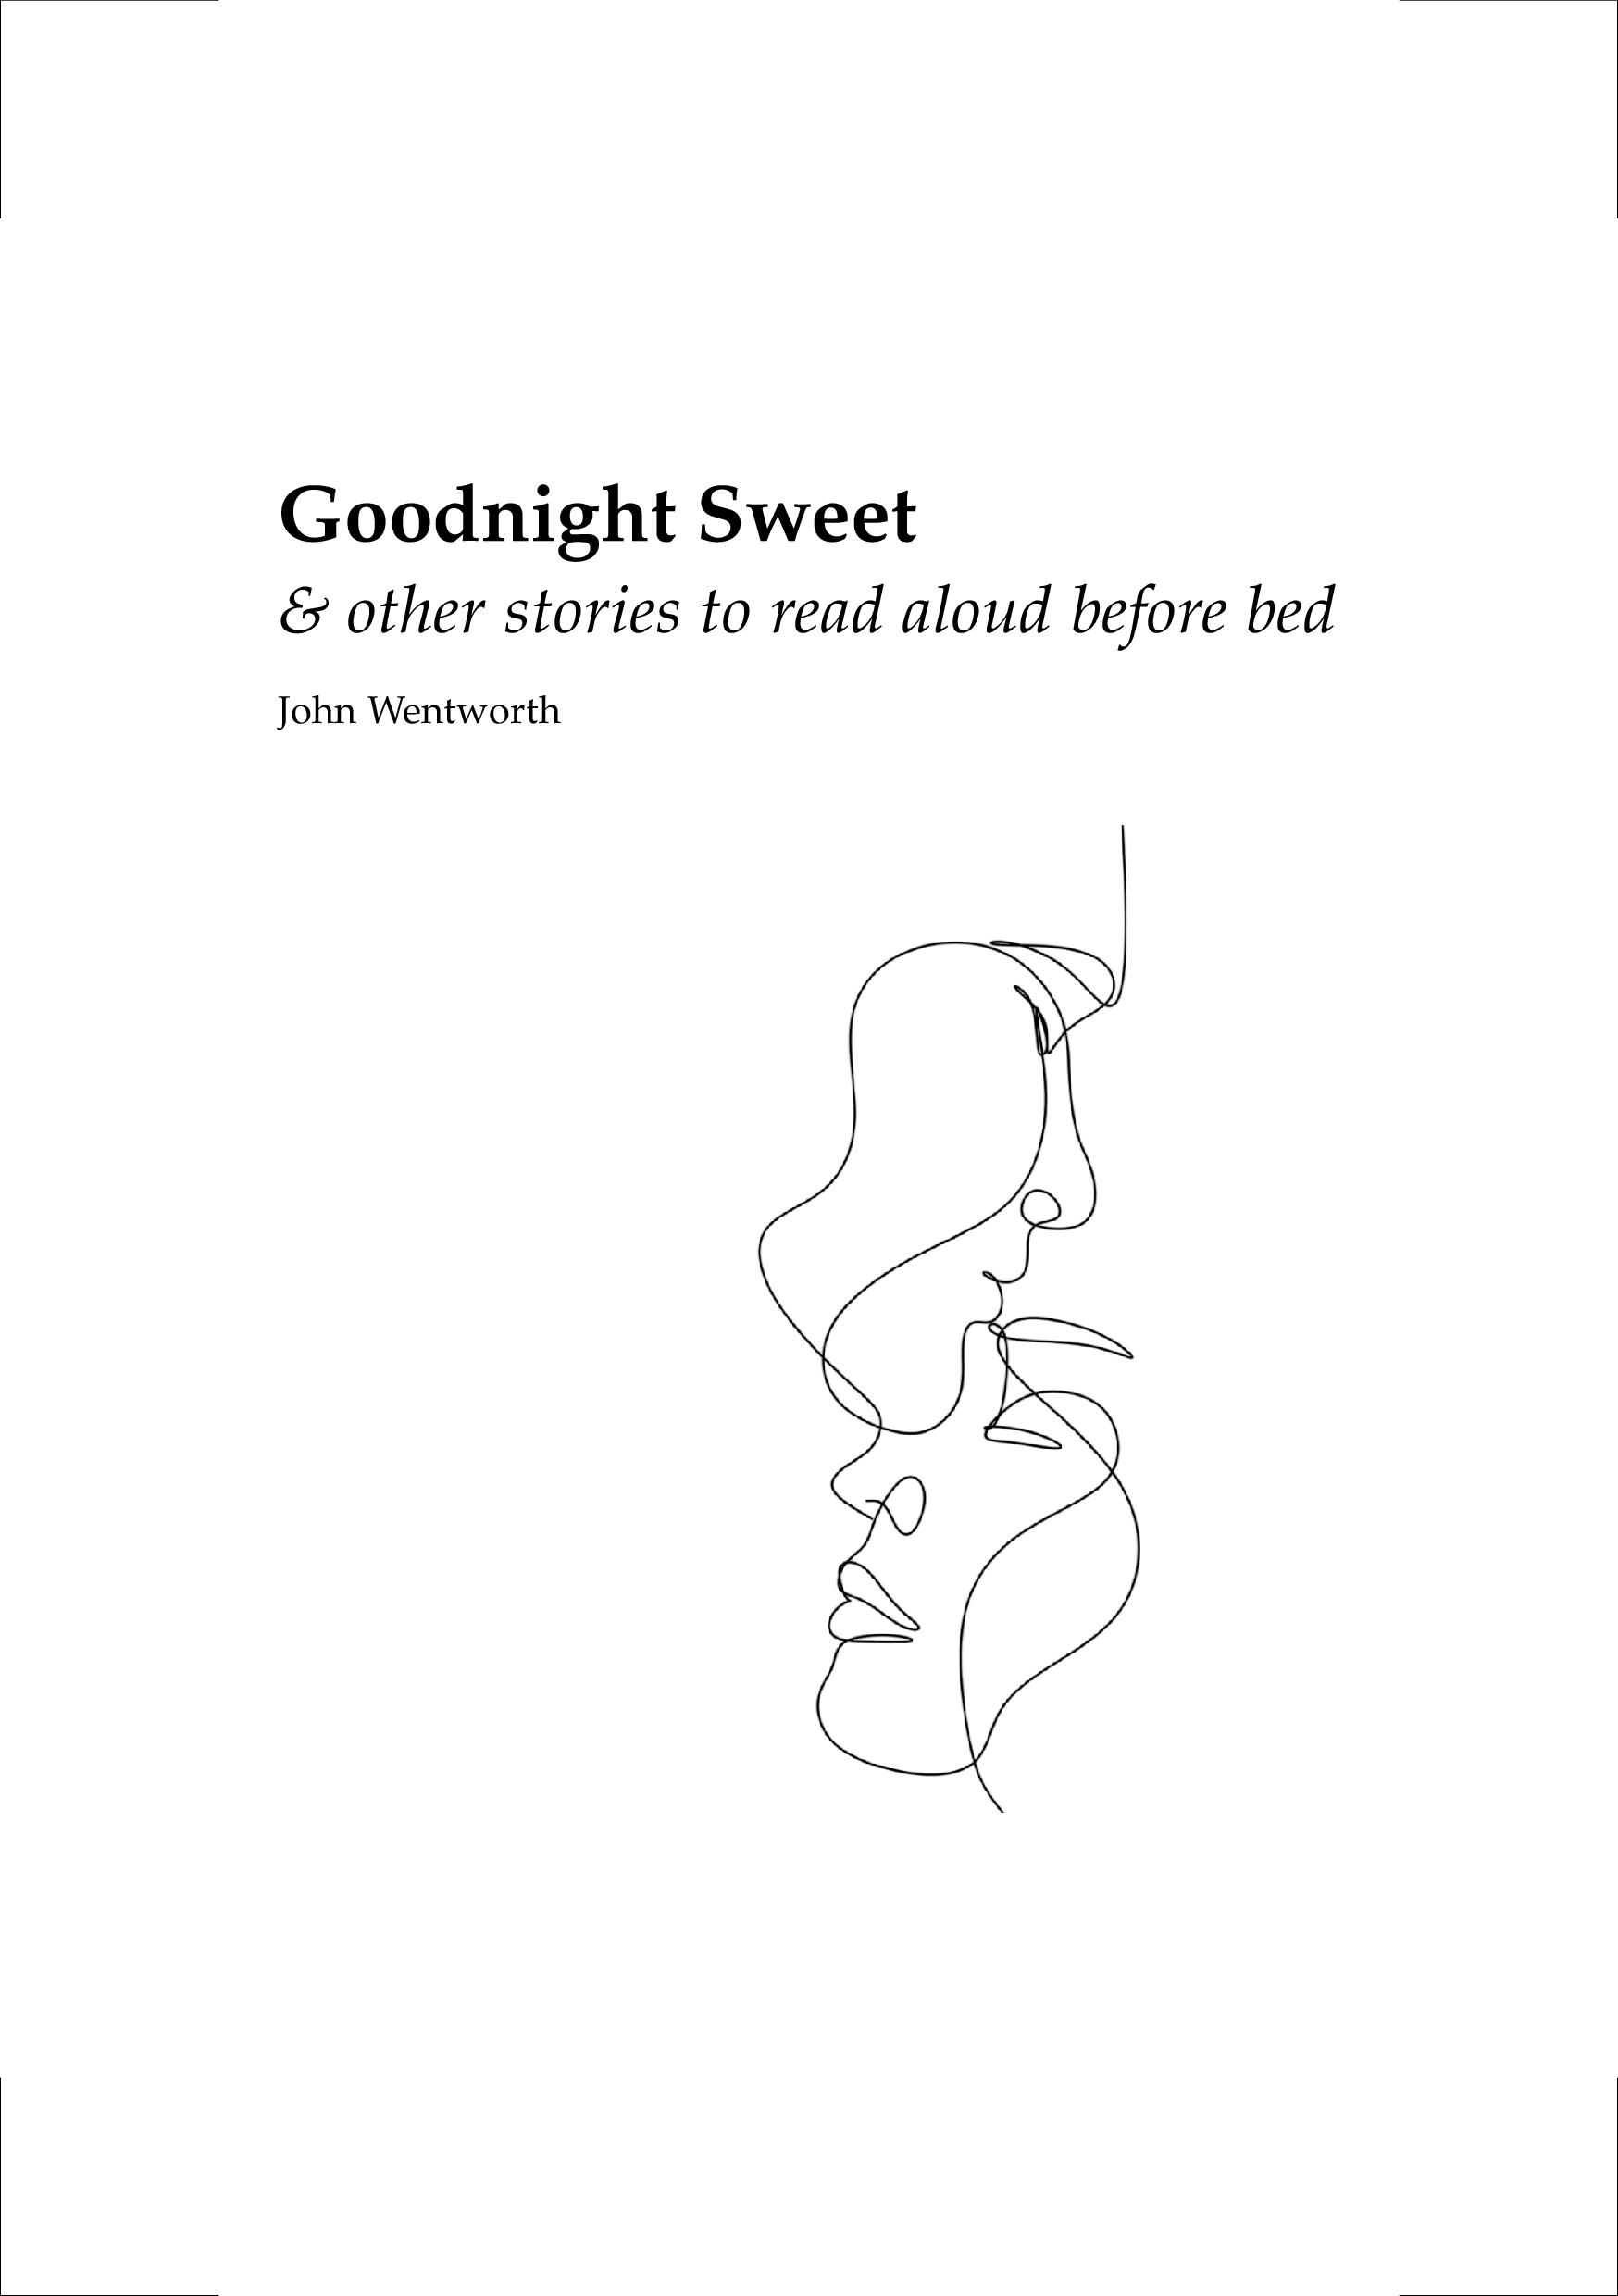 Goodnight Sweet
& other stories to read aloud before bed
John Wentworth